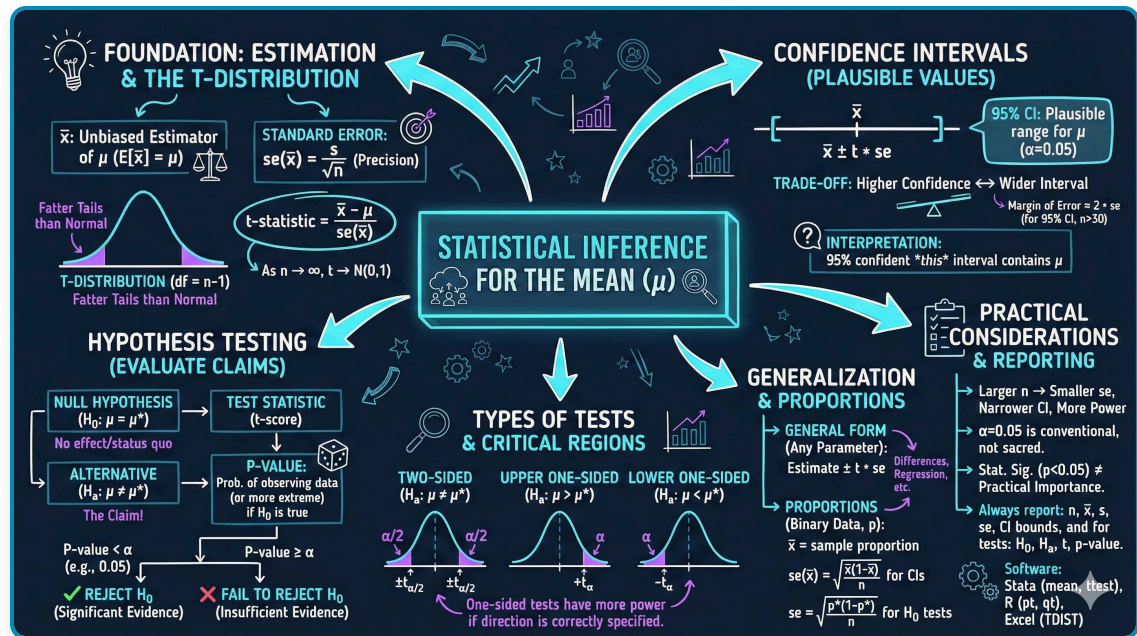 FOUNDATION: ESTIMATION
& THE T-DISTRIBUTION
x̄: Unbiased Estimator
of μ (E[x̄] = μ)
STANDARD ERROR:
se(x̄) = s/√n (Precision)
Fatter Tails
than Normal
t-statistic = (x̄ − μ)/se(x̄)
As n → ∞, t → N(0,1)
T-DISTRIBUTION (df = n-1)
Fatter Tails than Normal
CONFIDENCE INTERVALS
(PLAUSIBLE VALUES)
x̄
x̄ ± t * se
95% CI: Plausible
range for μ
(α=0.05)
TRADE-OFF: Higher Confidence ↔ Wider Interval
Margin of Error ≈ 2 * se
(for 95% CI, n>30)
?
INTERPRETATION:
95% confident *this* interval contains μ
STATISTICAL INFERENCE
FOR THE MEAN (μ)
HYPOTHESIS TESTING
(EVALUATE CLAIMS)
NULL HYPOTHESIS
(H₀: μ = μ*)
No effect/status quo
TEST STATISTIC
(t-score)
ALTERNATIVE
(Hₐ: μ ≠ μ*)
The Claim!
P-VALUE:
Prob. of observing data
(or more extreme)
if H₀ is true
P-value < α
(e.g., 0.05)
P-value ≥ α
REJECT H₀
(Significant Evidence)
FAIL TO REJECT H₀
(Insufficient Evidence)
TYPES OF TESTS
& CRITICAL REGIONS
TWO-SIDED
(Hₐ: μ ≠ μ*)
α/2
α/2
±t_α/2
±t_α/2
UPPER ONE-SIDED
(Hₐ: μ > μ*)
α
+t_α
LOWER ONE-SIDED
(Hₐ: μ < μ*)
α
-t_α
One-sided tests have more power
if direction is correctly specified.
GENERALIZATION
& PROPORTIONS
GENERAL FORM
(Any Parameter):
Estimate ± t * se
Differences,
Regression,
etc.
PROPORTIONS
(Binary Data, p):
x̄ = sample proportion
se(x̄) = √(x̄(1-x̄)/n) for CIs
se = √(p*(1-p*)/n) for H₀ tests
PRACTICAL
CONSIDERATIONS
& REPORTING
Larger n → Smaller se,
Narrower CI, More Power
α=0.05 is conventional,
not sacred.
Stat. Sig. (p<0.05) ≠
Practical Importance.
Always report: n, x̄, s,
se, CI bounds, and for
tests: H₀, Hₐ, t, p-value.
Software:
Stata (mean, ttest),
R (pt, qt),
Excel (TDIST)